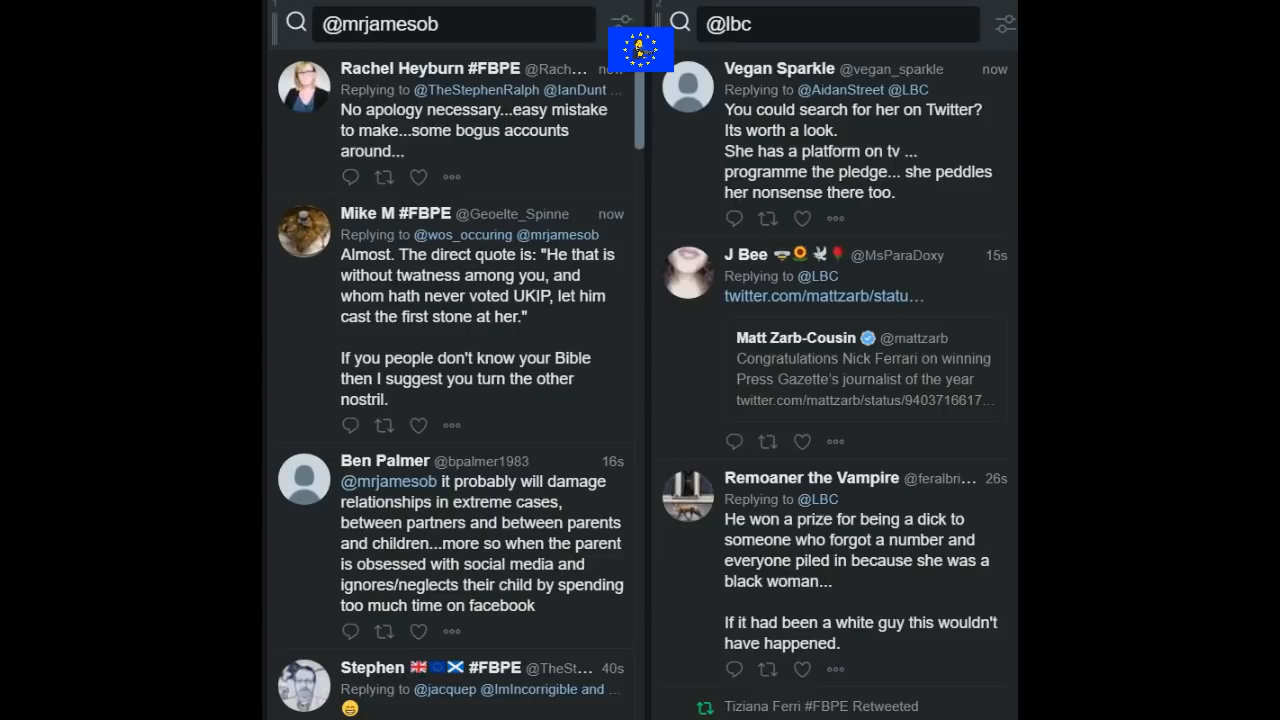 1
@mrjamesob
Rachel Heyburn #FBPE @Rach... now
Replying to @TheStephenRalph @IanDunt ...
No apology necessary...easy mistake
to make...some bogus accounts
around...
Mike M #FBPE @Geoelte_Spinne now
Replying to @wos_occuring @mrjamesob
Almost. The direct quote is: "He that is
without twatness among you, and
whom hath never voted UKIP, let him
cast the first stone at her."
If you people don't know your Bible
then I suggest you turn the other
nostril.
Ben Palmer @bpalmer1983 16s
@mrjamesob it probably will damage
relationships in extreme cases,
between partners and between parents
and children...more so when the parent
is obsessed with social media and
ignores/neglects their child by spending
too much time on facebook
Stephen 🇬🇧🇪🇺🏴󠁧󠁢󠁳󠁣󠁴󠁿 #FBPE @TheSt... 40s
Replying to @jacquep @ImIncorrigible and ...
😄
2
@lbc
Vegan Sparkle @vegan_sparkle now
Replying to @AidanStreet @LBC
You could search for her on Twitter?
Its worth a look.
She has a platform on tv ...
programme the pledge... she peddles
her nonsense there too.
J Bee 🌻🕊🌹 @MsParaDoxy 15s
Replying to @LBC
twitter.com/mattzarb/statu…
Matt Zarb-Cousin @mattzarb
Congratulations Nick Ferrari on winning
Press Gazette's journalist of the year
twitter.com/mattzarb/status/9403716617...
Remoaner the Vampire @feralbri... 26s
Replying to @LBC
He won a prize for being a dick to
someone who forgot a number and
everyone piled in because she was a
black woman...
If it had been a white guy this wouldn't
have happened.
Tiziana Ferri #FBPE Retweeted